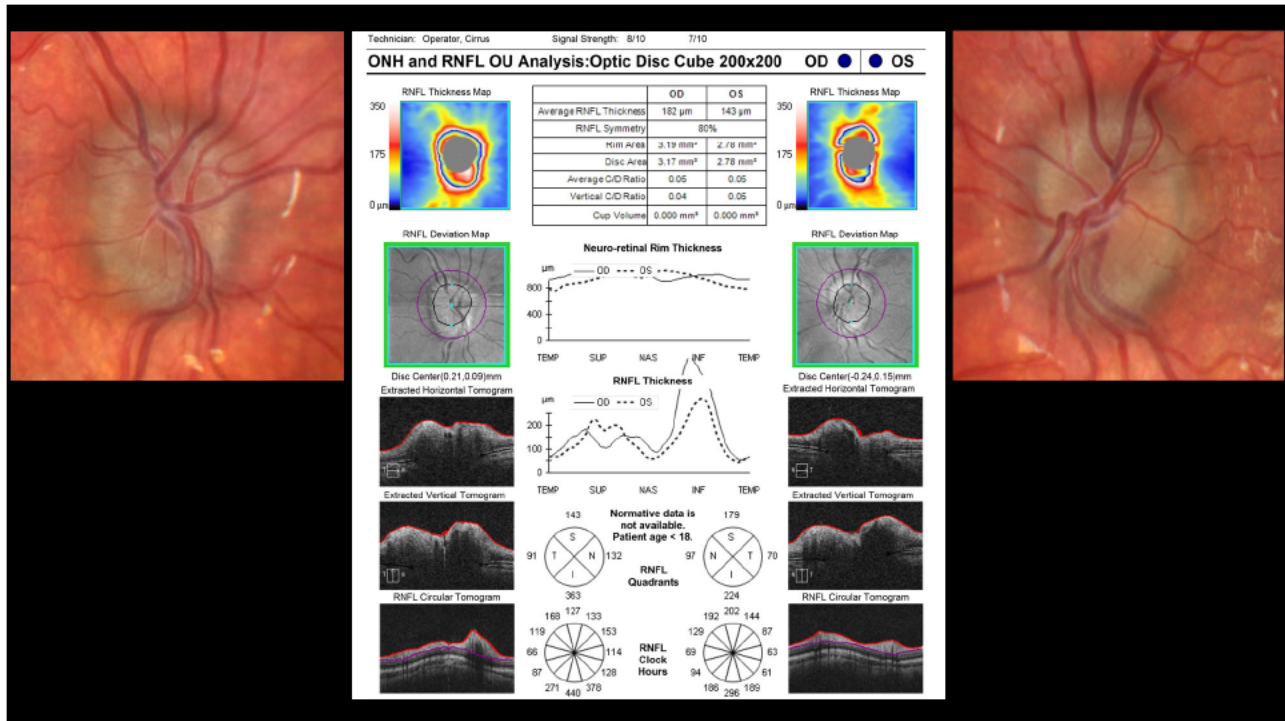 Technician: Operator, Cirrus Signal Strength: 8/10 7/10
ONH and RNFL OU Analysis:Optic Disc Cube 200x200 OD OS
RNFL Thickness Map
350
175
0 µm
OD OS
Average RNFL Thickness 182 µm 143 µm
RNFL Symmetry 80%
Rim Area 3.19 mm² 2.78 mm²
Disc Area 3.17 mm² 2.78 mm²
Average C/D Ratio 0.05 0.05
Vertical C/D Ratio 0.04 0.05
Cup Volume 0.000 mm³ 0.000 mm³
RNFL Thickness Map
350
175
0 µm
RNFL Deviation Map
Disc Center(0.21,0.09)mm
Neuro-retinal Rim Thickness
µm
OD OS
800
400
0
TEMP SUP NAS INF TEMP
RNFL Deviation Map
Disc Center(-0.24,0.15)mm
Extracted Horizontal Tomogram
RNFL Thickness
µm
OD OS
200
100
0
TEMP SUP NAS INF TEMP
Extracted Horizontal Tomogram
Extracted Vertical Tomogram
Normative data is
not available.
Patient age < 18.
Extracted Vertical Tomogram
143
S
91 T N 132
I
363
RNFL
Quadrants
179
S
97 N T 70
I
224
RNFL Circular Tomogram
127
168 133
119 153
66 114
87 128
271 378
440
RNFL
Clock
Hours
202
192 144
129 87
69 63
94 61
186 189
296
RNFL Circular Tomogram